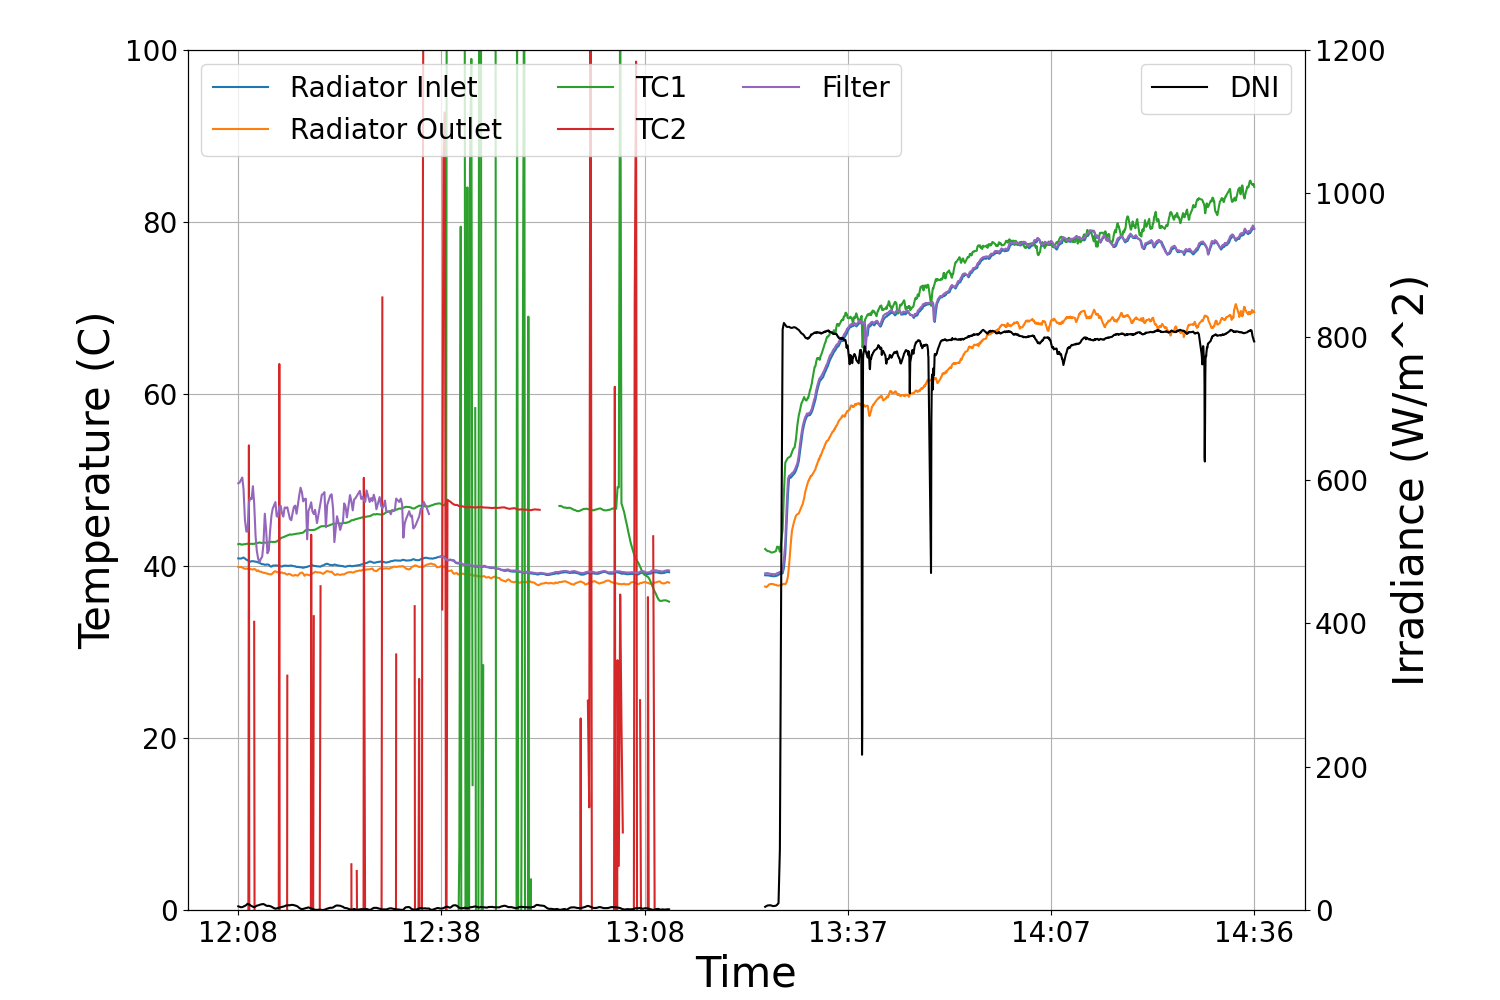 Radiator Inlet
Radiator Outlet
TC1
TC2
Filter
DNI
Temperature (C)
100
80
60
40
20
0
1200
1000
800
600
400
200
0
Irradiance (W/m^2)
12:08 12:38 13:08 13:37 14:07 14:36
Time